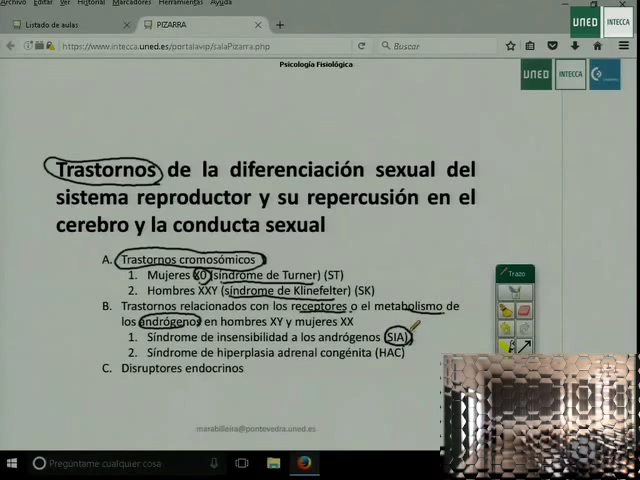 Editar Ver Historial Marcadores Herramientas Ayuda
Listado de aulas
PIZARRA
https://www.intecca.uned.es/portalavip/salaPizarra.php
Buscar
UNED
INTECCA
Psicología Fisiológica
UNED
INTECCA
Trastornos de la diferenciación sexual del
sistema reproductor y su repercusión en el
cerebro y la conducta sexual
A. Trastornos cromosómicos
1. Mujeres X0 (síndrome de Turner) (ST)
2. Hombres XXY (síndrome de Klinefelter) (SK)
B. Trastornos relacionados con los receptores o el metabolismo de
los andrógenos en hombres XY y mujeres XX
1. Síndrome de insensibilidad a los andrógenos (SIA)
2. Síndrome de hiperplasia adrenal congénita (HAC)
C. Disruptores endocrinos
Trazo
marabilleira@pontevedra.uned.es
Pregúntame cualquier cosa